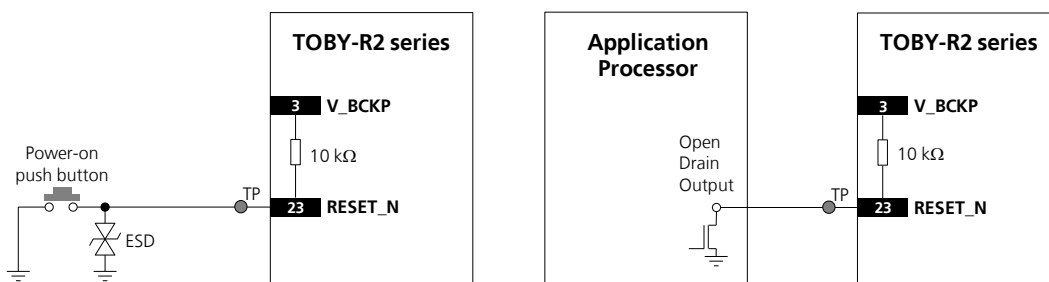 TOBY-R2 series
3 V_BCKP
10 kΩ
Power-on
push button
TP
23 RESET_N
ESD
Application
Processor
Open
Drain
Output
TOBY-R2 series
3 V_BCKP
10 kΩ
TP
23 RESET_N